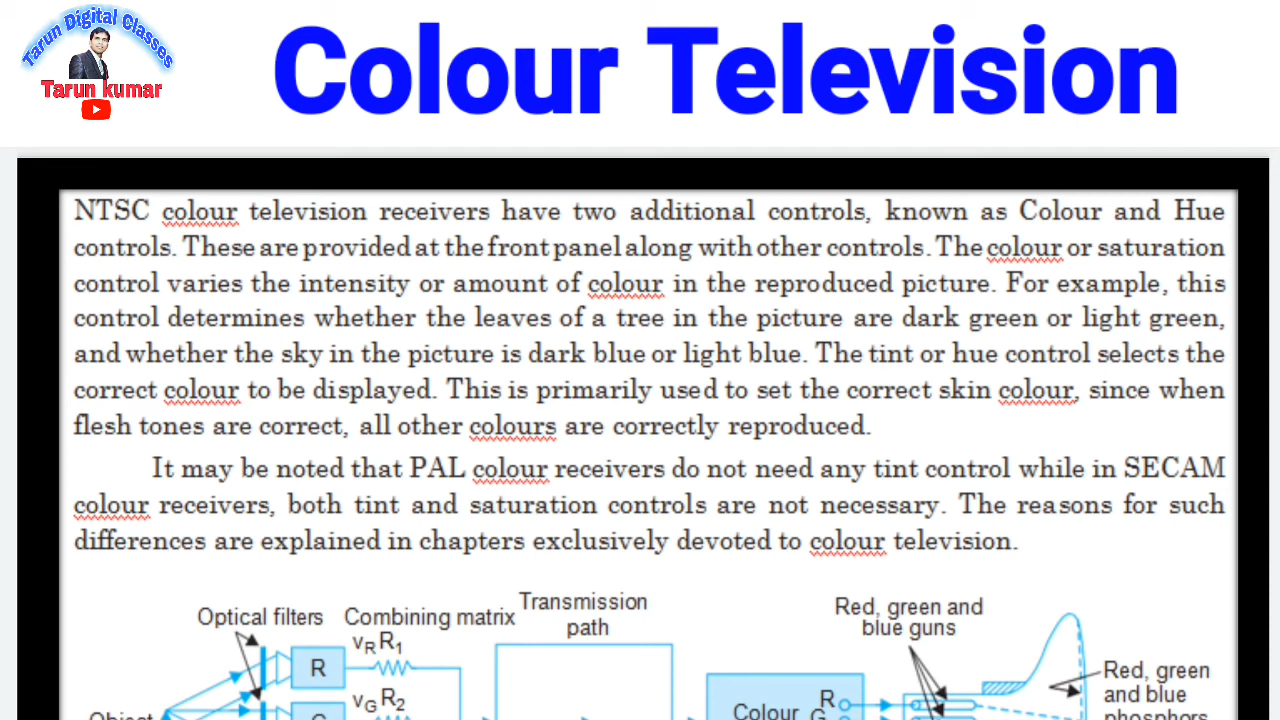 Tarun Digital Classes
Tarun kumar
Colour Television
NTSC colour television receivers have two additional controls, known as Colour and Hue
controls. These are provided at the front panel along with other controls. The colour or saturation
control varies the intensity or amount of colour in the reproduced picture. For example, this
control determines whether the leaves of a tree in the picture are dark green or light green,
and whether the sky in the picture is dark blue or light blue. The tint or hue control selects the
correct colour to be displayed. This is primarily used to set the correct skin colour, since when
flesh tones are correct, all other colours are correctly reproduced.
It may be noted that PAL colour receivers do not need any tint control while in SECAM
colour receivers, both tint and saturation controls are not necessary. The reasons for such
differences are explained in chapters exclusively devoted to colour television.
Optical filters
Combining matrix
Transmission
path
Red, green and
blue guns
vR R1
R
vG R2
Object
Colour
R
G
Red, green
and blue
phosphors